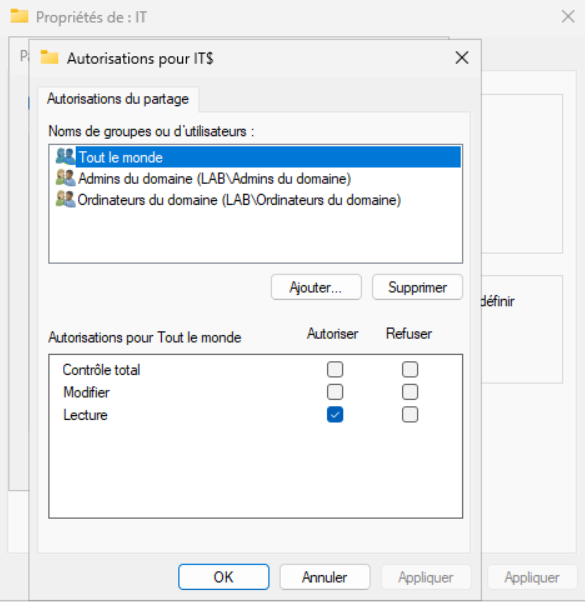 Propriétés de : IT
Autorisations pour IT$
Autorisations du partage
Noms de groupes ou d'utilisateurs :
Tout le monde
Admins du domaine (LAB\Admins du domaine)
Ordinateurs du domaine (LAB\Ordinateurs du domaine)
Ajouter...
Supprimer
définir
Autorisations pour Tout le monde
Autoriser
Refuser
Contrôle total
Modifier
Lecture
OK
Annuler
Appliquer
Appliquer